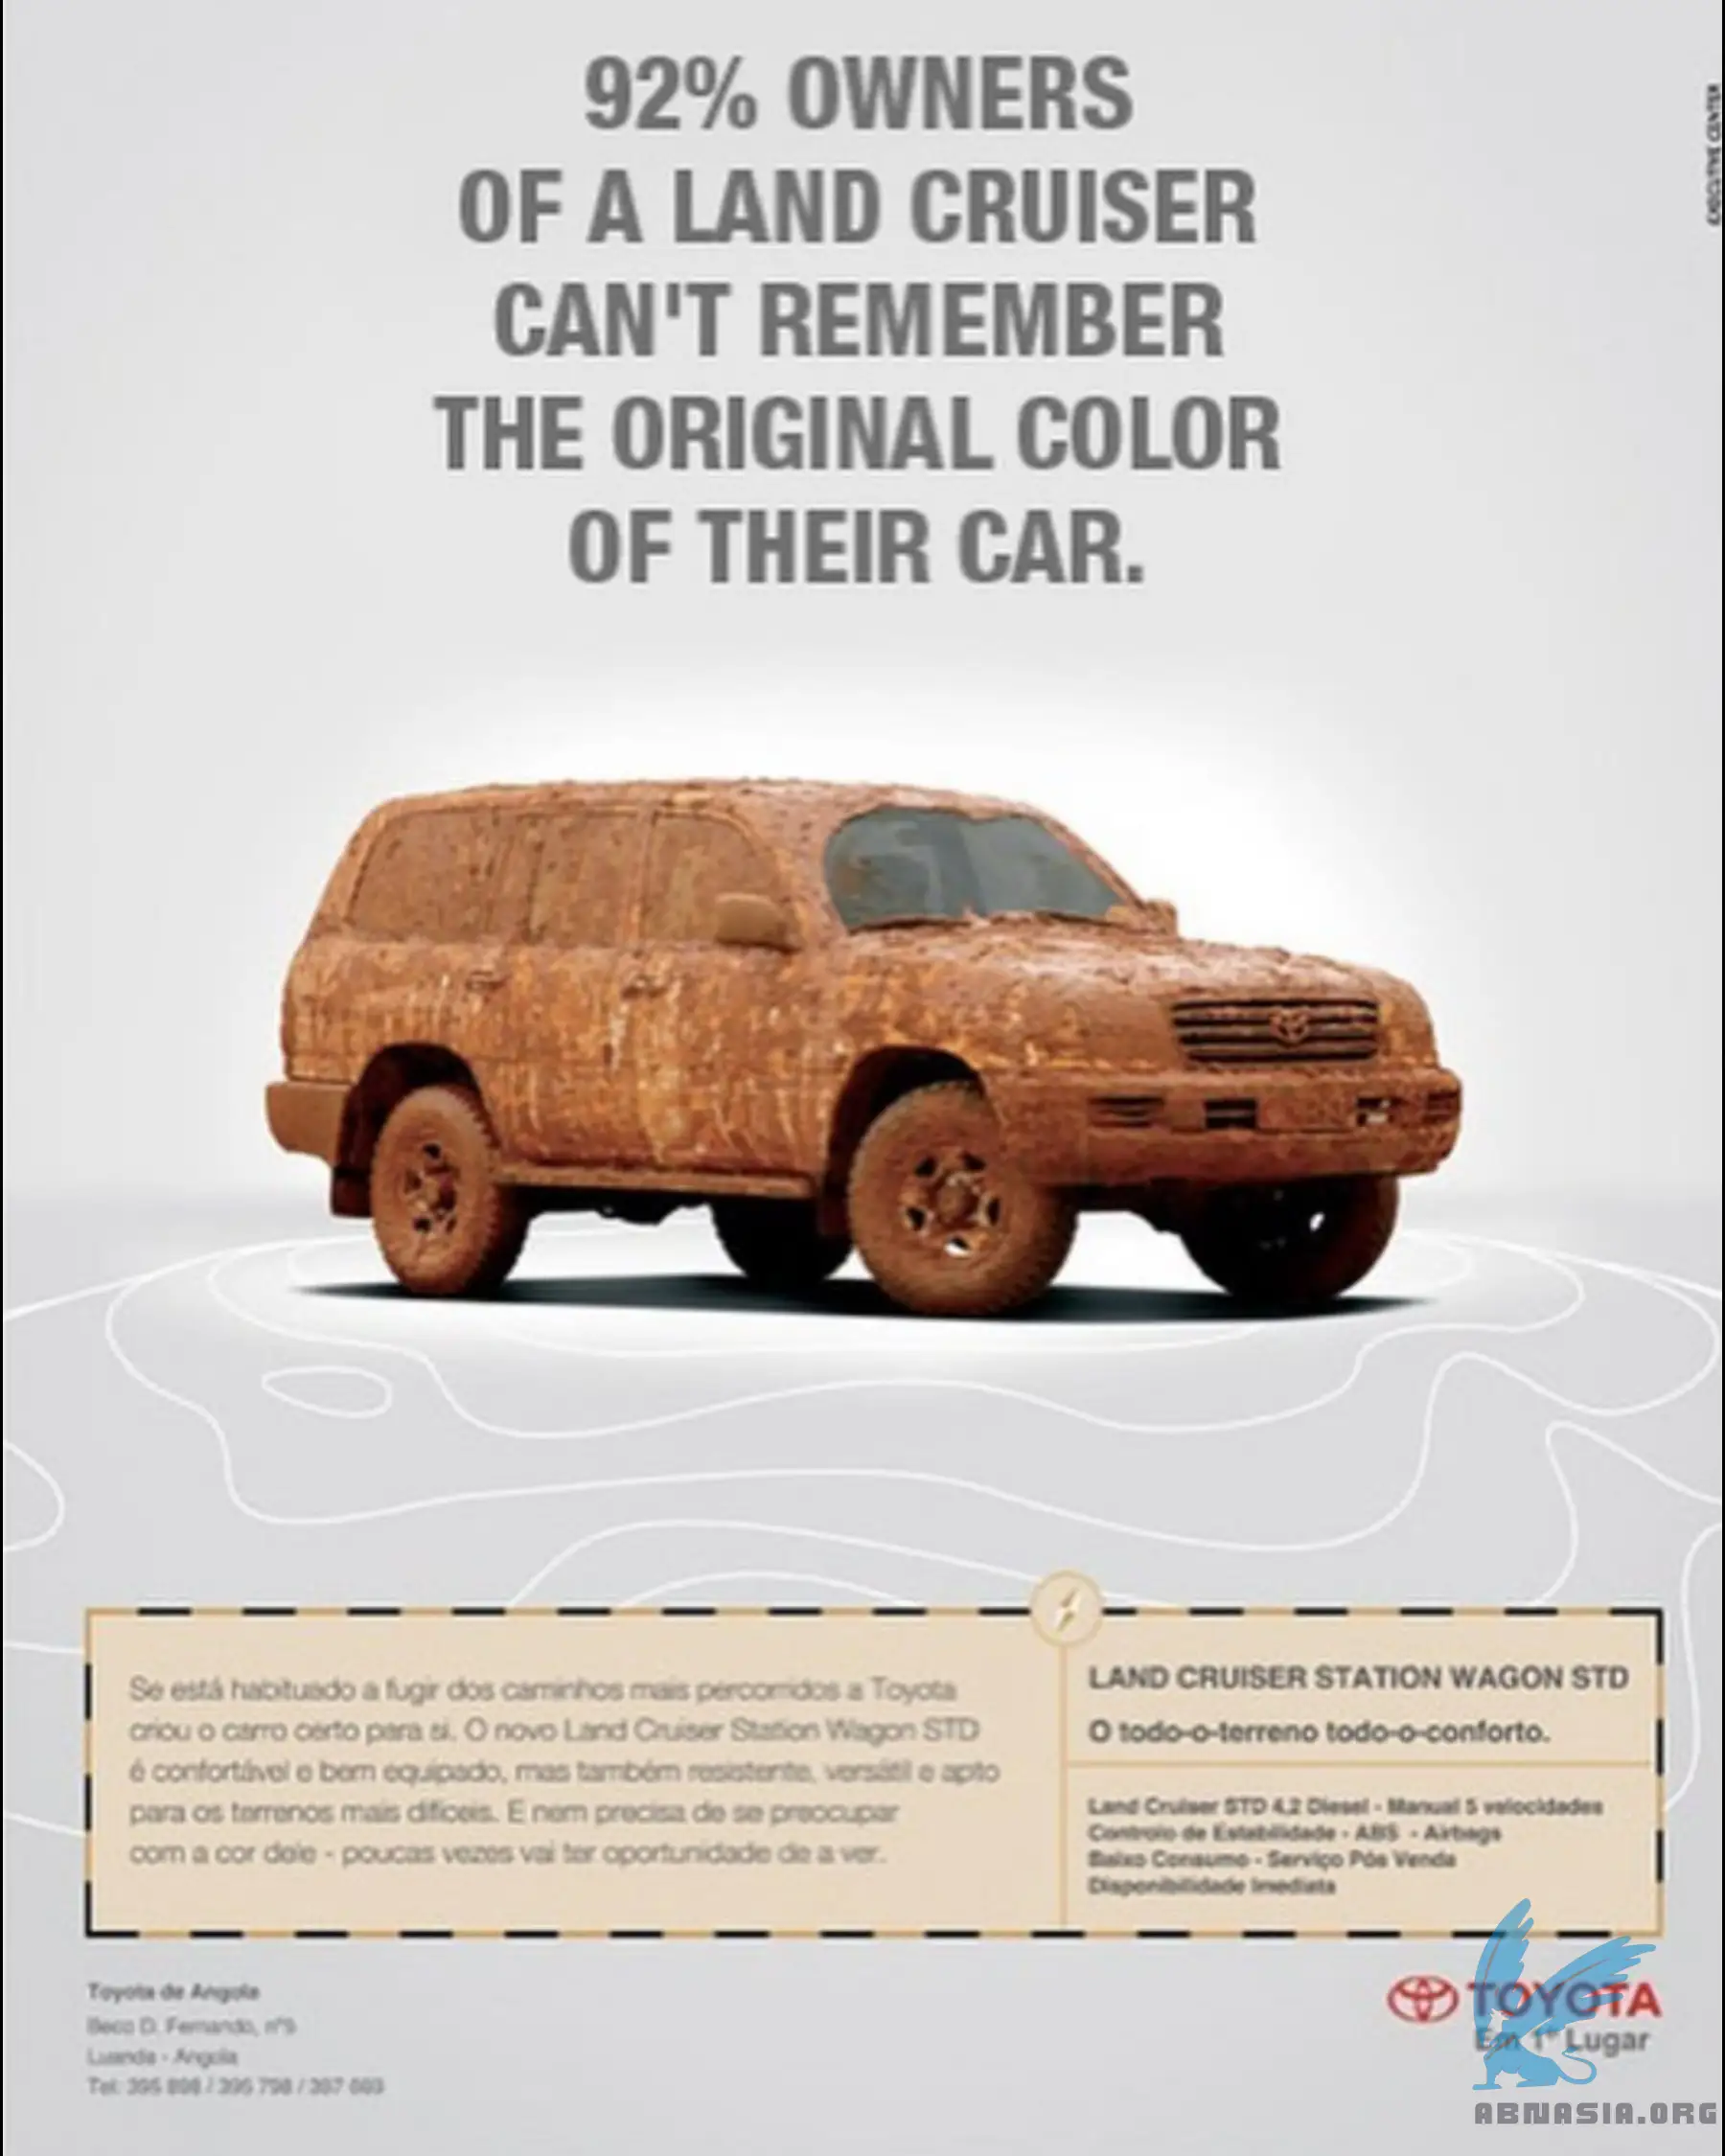 EXECUTIVE CENTER
92% OWNERS
OF A LAND CRUISER
CAN'T REMEMBER
THE ORIGINAL COLOR
OF THEIR CAR.
Se está habituado a fugir dos caminhos mais percorridos a Toyota
criou o carro certo para si. O novo Land Cruiser Station Wagon STD
é confortável e bem equipado, mas também resistente, versátil e apto
para os terrenos mais difíceis. E nem precisa de se preocupar
com a cor dele - poucas vezes vai ter oportunidade de a ver.
LAND CRUISER STATION WAGON STD
O todo-o-terreno todo-o-conforto.
Land Cruiser STD 4,2 Diesel - Manual 5 velocidades
Controlo de Estabilidade - ABS - Airbags
Baixo Consumo - Serviço Pós Venda
Disponibilidade Imediata
Toyota de Angola
Beco D. Fernando,
Luanda - Angola
Tel:
TOYOTA
Em 1º Lugar
ABNASIA.ORG